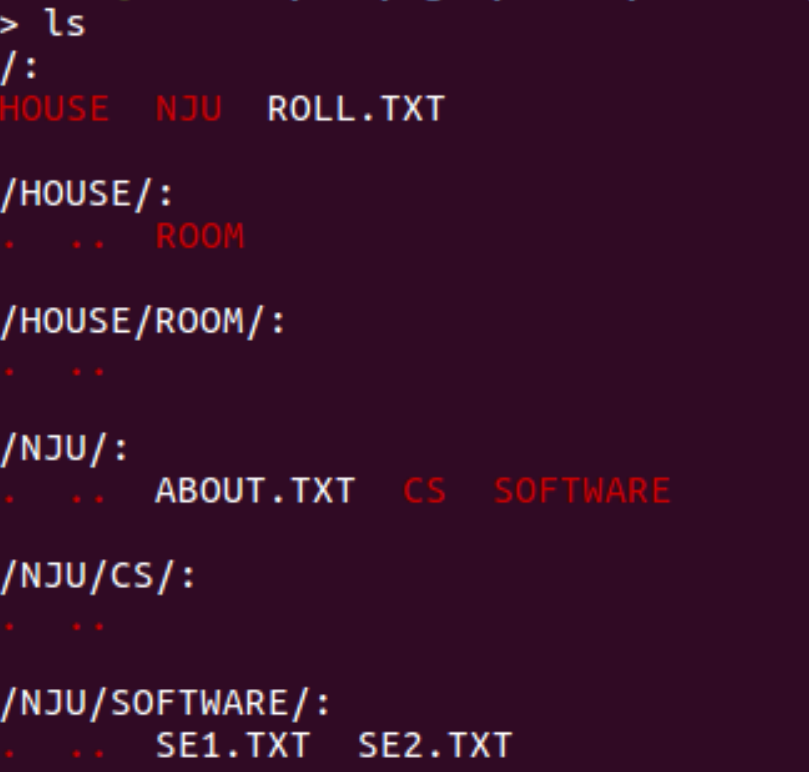 > ls
/:
HOUSE  NJU  ROLL.TXT
/HOUSE/:
.  ..  ROOM
/HOUSE/ROOM/:
.  ..
/NJU/:
.  ..  ABOUT.TXT  CS  SOFTWARE
/NJU/CS/:
.  ..
/NJU/SOFTWARE/:
.  ..  SE1.TXT  SE2.TXT